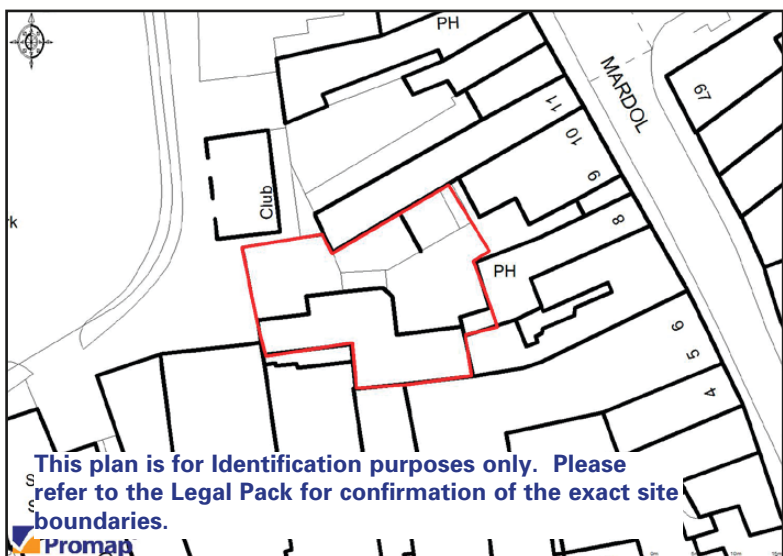 PH
MARDOL
67
11
10
9
Club
8
PH
6
5
4
This plan is for Identification purposes only. Please
refer to the Legal Pack for confirmation of the exact site
boundaries.
Promap